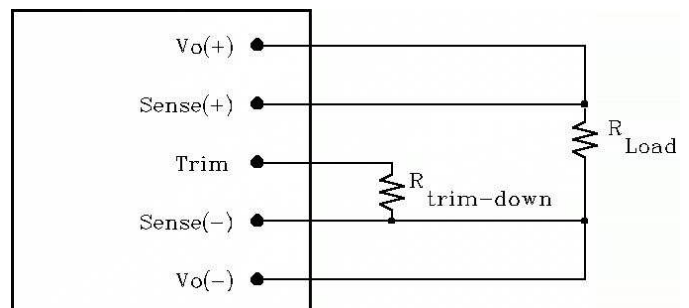 Vo(+)
Sense(+)
Trim
Sense(-)
Vo(-)
R
trim-down
R
Load